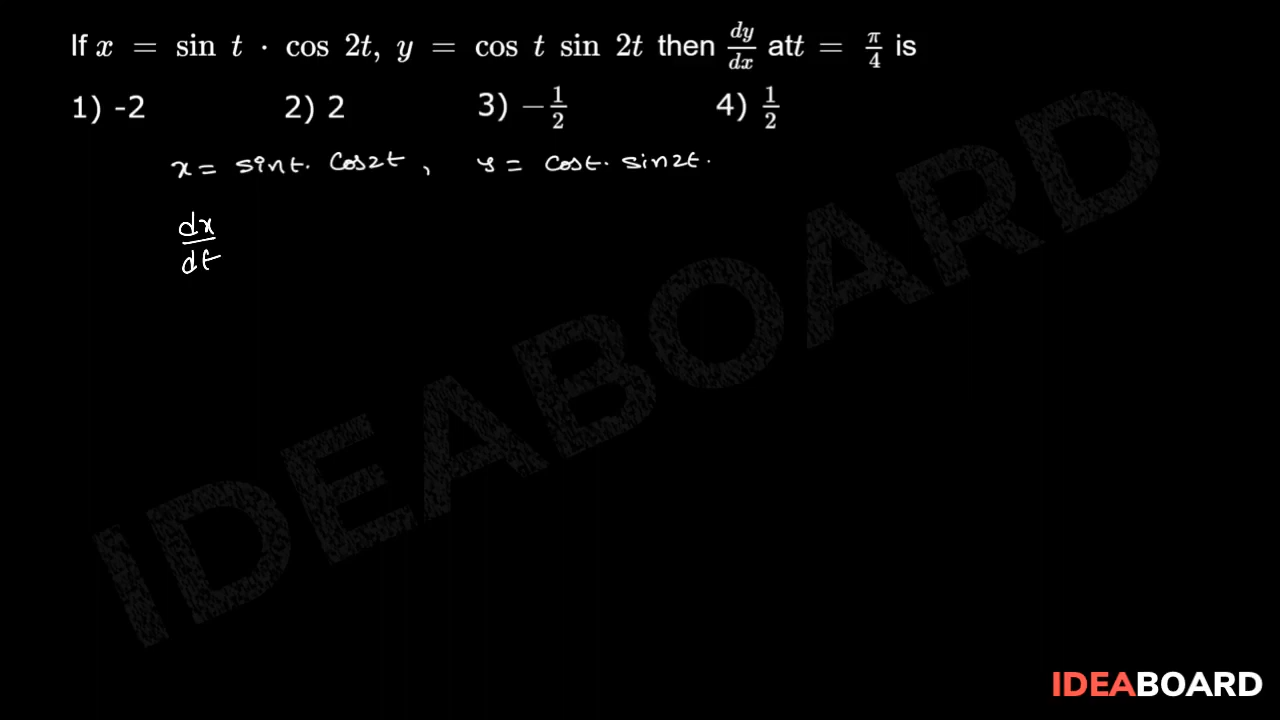 If x = sin t · cos 2t, y = cos t sin 2t then dy/dx at t = π/4 is
1) -2 2) 2 3) −1/2 4) 1/2
x = sint. cos2t , y = cost. sin2t.
dx/dt
IDEABOARD
IDEABOARD